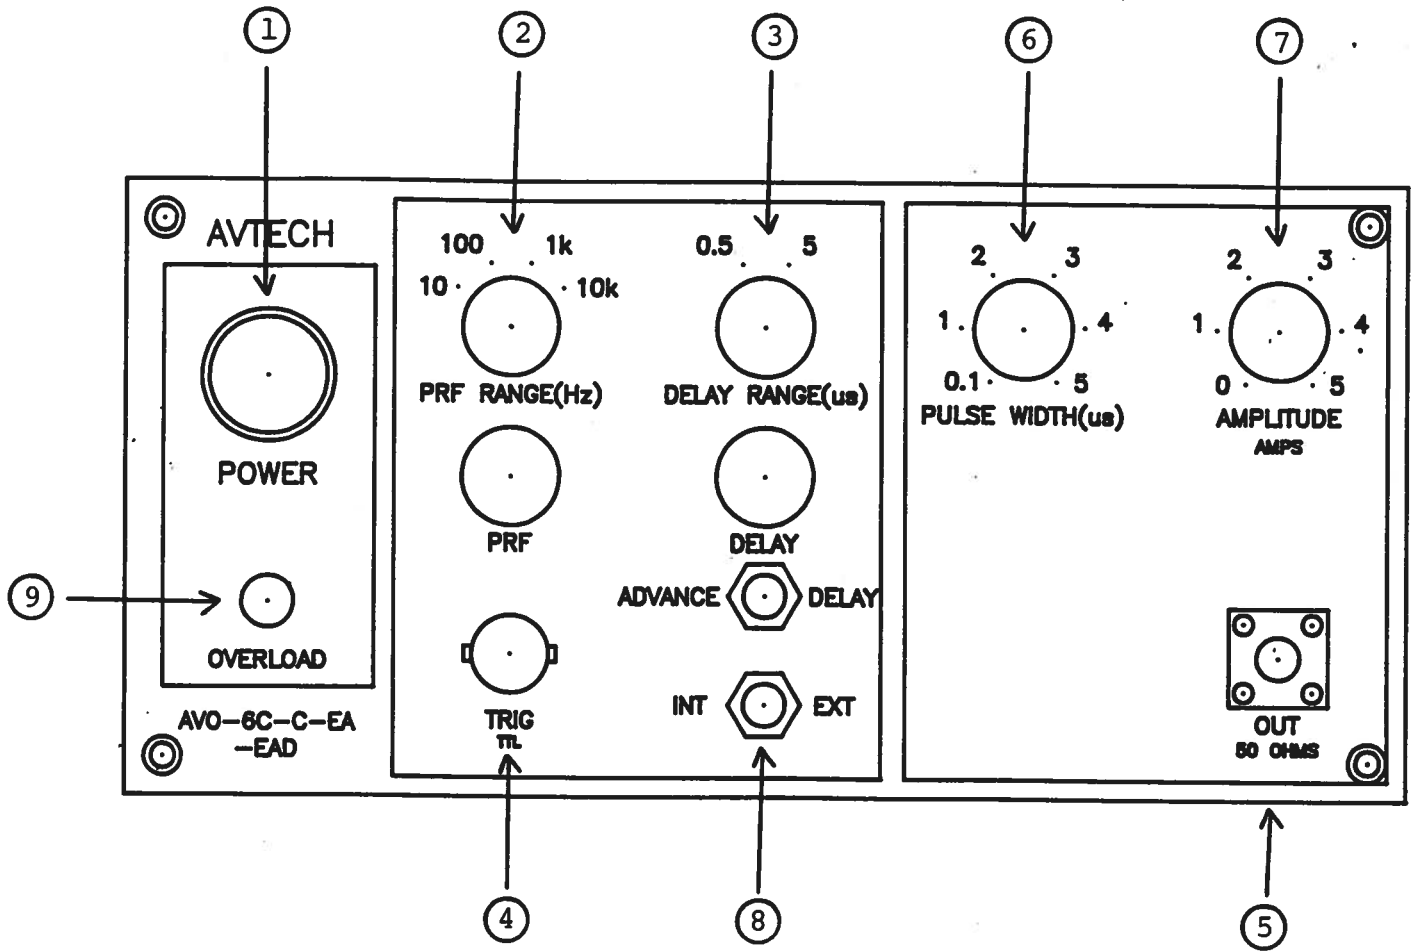 1
2
3
6
7
AVTECH
POWER
9
OVERLOAD
AVO-6C-C-EA
-EAD
10
100
1k
10k
PRF RANGE(Hz)
PRF
TRIG
TTL
0.5
5
DELAY RANGE(us)
DELAY
ADVANCE DELAY
INT EXT
0.1
1
2
3
4
5
PULSE WIDTH(us)
0
1
2
3
4
5
AMPLITUDE
AMPS
OUT
50 OHMS
4
8
5